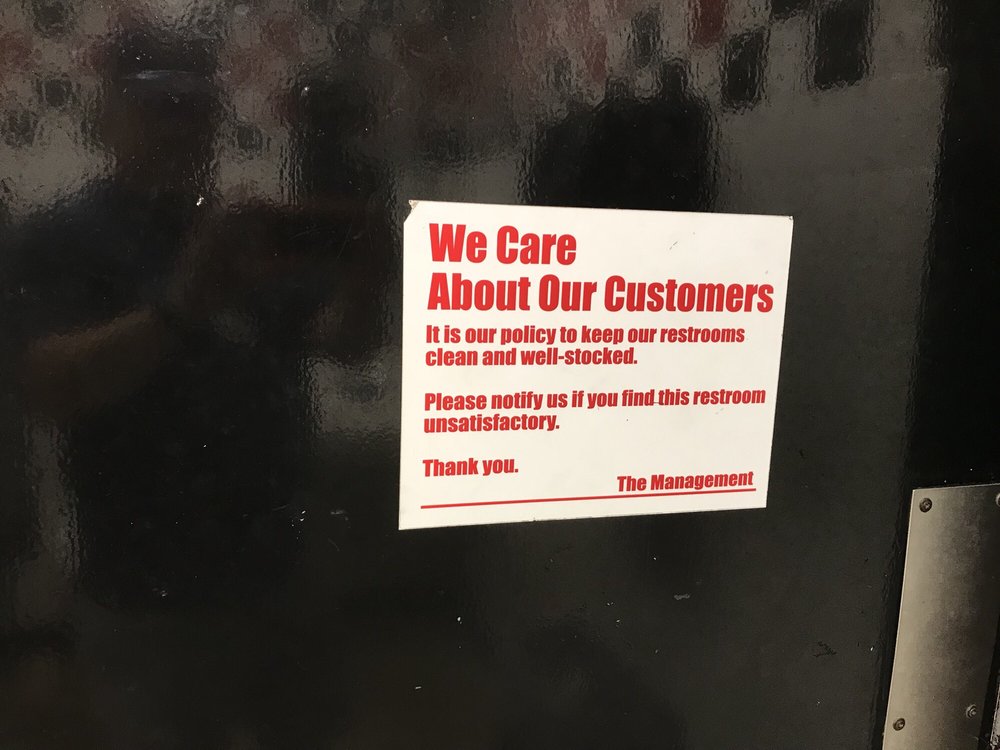 We Care
About Our Customers
It is our policy to keep our restrooms
clean and well-stocked.
Please notify us if you find this restroom
unsatisfactory.
Thank you.
The Management